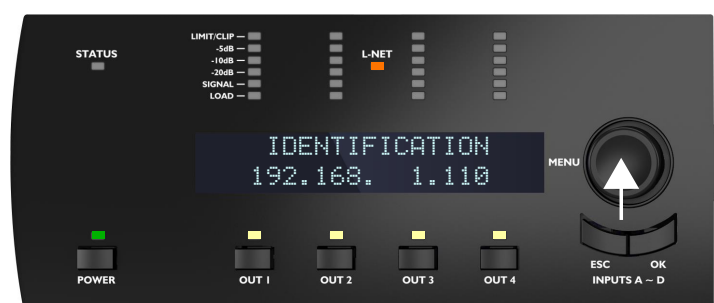 STATUS
LIMIT/CLIP
-5dB
-10dB
-20dB
SIGNAL
LOAD
L-NET
IDENTIFICATION
192.168.  1.110
MENU
POWER
OUT 1
OUT 2
OUT 3
OUT 4
ESC
OK
INPUTS A ~ D